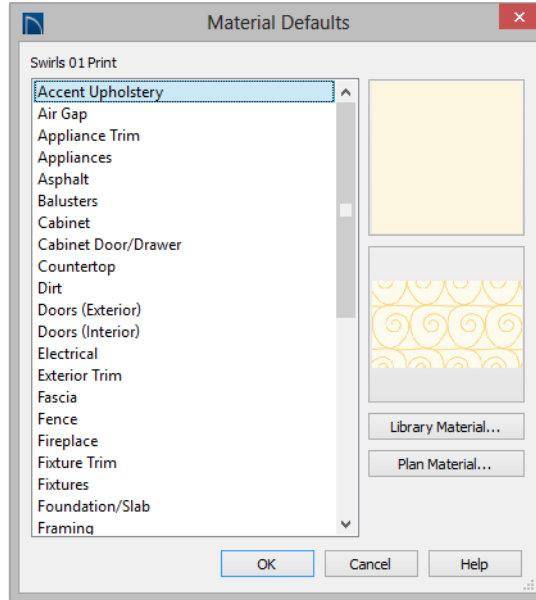 Material Defaults
Swirls 01 Print
Accent Upholstery
Air Gap
Appliance Trim
Appliances
Asphalt
Balusters
Cabinet
Cabinet Door/Drawer
Countertop
Dirt
Doors (Exterior)
Doors (Interior)
Electrical
Exterior Trim
Fascia
Fence
Fireplace
Fixture Trim
Fixtures
Foundation/Slab
Framing
Library Material...
Plan Material...
OK
Cancel
Help